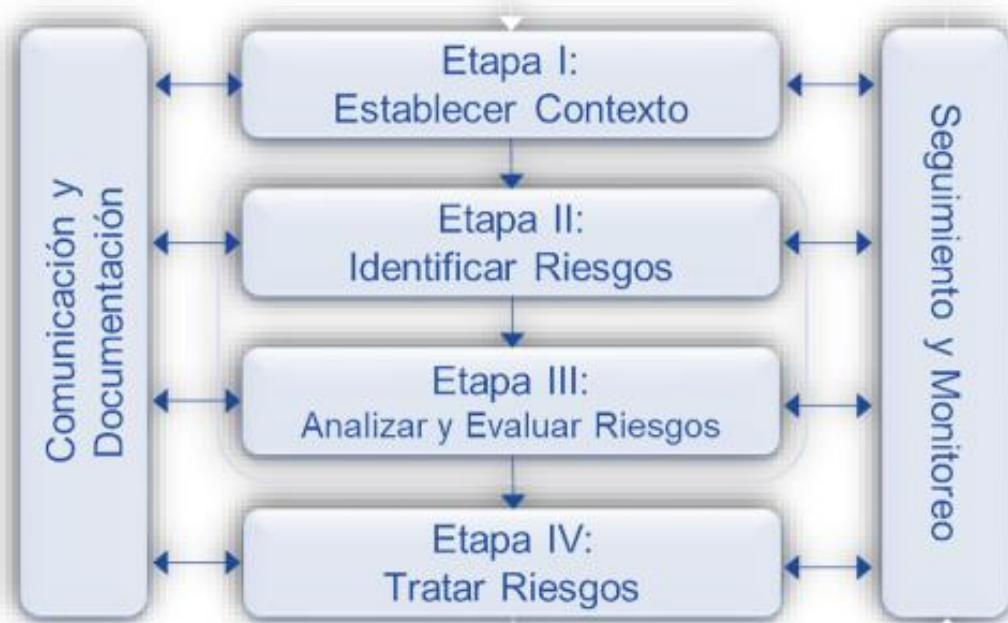 Comunicación y
Documentación
Etapa I:
Establecer Contexto
Etapa II:
Identificar Riesgos
Etapa III:
Analizar y Evaluar Riesgos
Etapa IV:
Tratar Riesgos
Seguimiento y Monitoreo